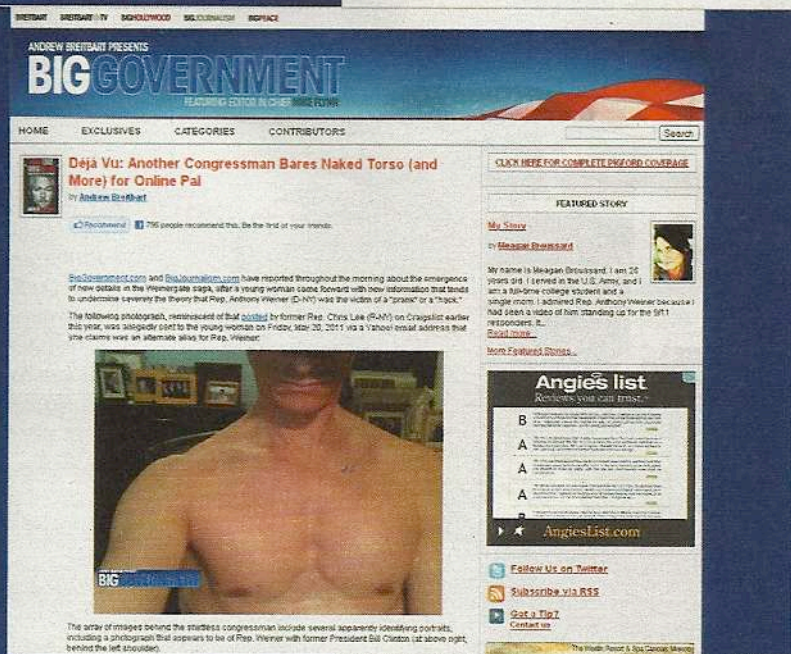 BREITBART BREITBART TV BIGHOLLYWOOD BIGJOURNALISM BIGPEACE
ANDREW BREITBART PRESENTS
BIGGOVERNMENT
FEATURING EDITOR IN CHIEF MIKE FLYNN
HOME EXCLUSIVES CATEGORIES CONTRIBUTORS
Search
Déjà Vu: Another Congressman Bares Naked Torso (and
More) for Online Pal
by Andrew Breitbart
Recommend 796 people recommend this. Be the first of your friends.
BigGovernment.com and BigJournalism.com have reported throughout the morning about the emergence
of new details in the Weinergate saga, after a young woman came forward with new information that tends
to undermine severely the theory that Rep. Anthony Weiner (D-NY) was the victim of a "prank" or a "hack."
The following photograph, reminiscent of that posted by former Rep. Chris Lee (R-NY) on Craigslist earlier
this year, was allegedly sent to the young woman on Friday, May 20, 2011 via a Yahoo! email address that
she claims was an alternate alias for Rep. Weiner:
BIGGOVERNMENT
The array of images behind the shirtless congressman include several apparently identifying portraits,
including a photograph that appears to be of Rep. Weiner with former President Bill Clinton (at above right,
behind the left shoulder).
CLICK HERE FOR COMPLETE PIGFORD COVERAGE
FEATURED STORY
My Story
by Meagan Broussard
My name is Meagan Broussard. I am 26
years old. I served in the U.S. Army, and I
am a full-time college student and a
single mom. I admired Rep. Anthony Weiner because I
had seen a video of him standing up for the 9/11
responders. It...
Read more...
More Featured Stories...
Angie's list
Reviews you can trust.
B
A
A
A
B
AngiesList.com
Follow Us on Twitter
Subscribe via RSS
Got a Tip?
Contact us
Resort & Spa Cancun, Mexico